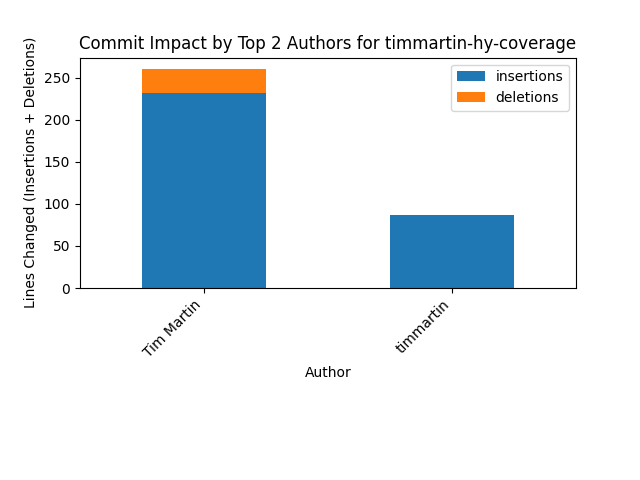 Commit Impact by Top 2 Authors for timmartin-hy-coverage
Lines Changed (Insertions + Deletions)
250
200
150
100
50
0
insertions
deletions
Tim Martin
timmartin
Author